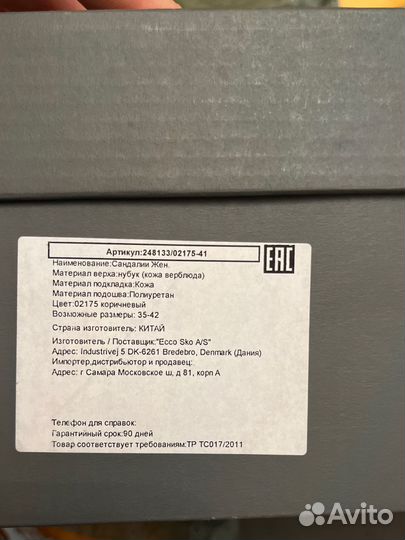 Артикул:248133/02175-41
EAC
Наименование:Сандалии Жен.
Материал верха:нубук (кожа верблюда)
Материал подкладка:Кожа
Материал подошва:Полиуретан
Цвет:02175 коричневый
Возможные размеры: 35-42
Страна изготовитель: КИТАЙ
Изготовитель / Поставщик:"Ecco Sko A/S"
Адрес: Industrivej 5 DK-6261 Bredebro, Denmark (Дания)
Импортер,дистрибьютор и продавец:
Адрес: г Самара Московское ш, д 81, корп А
Телефон для справок:
Гарантийный срок:90 дней
Товар соответствует требованиям:ТР ТС017/2011
Avito